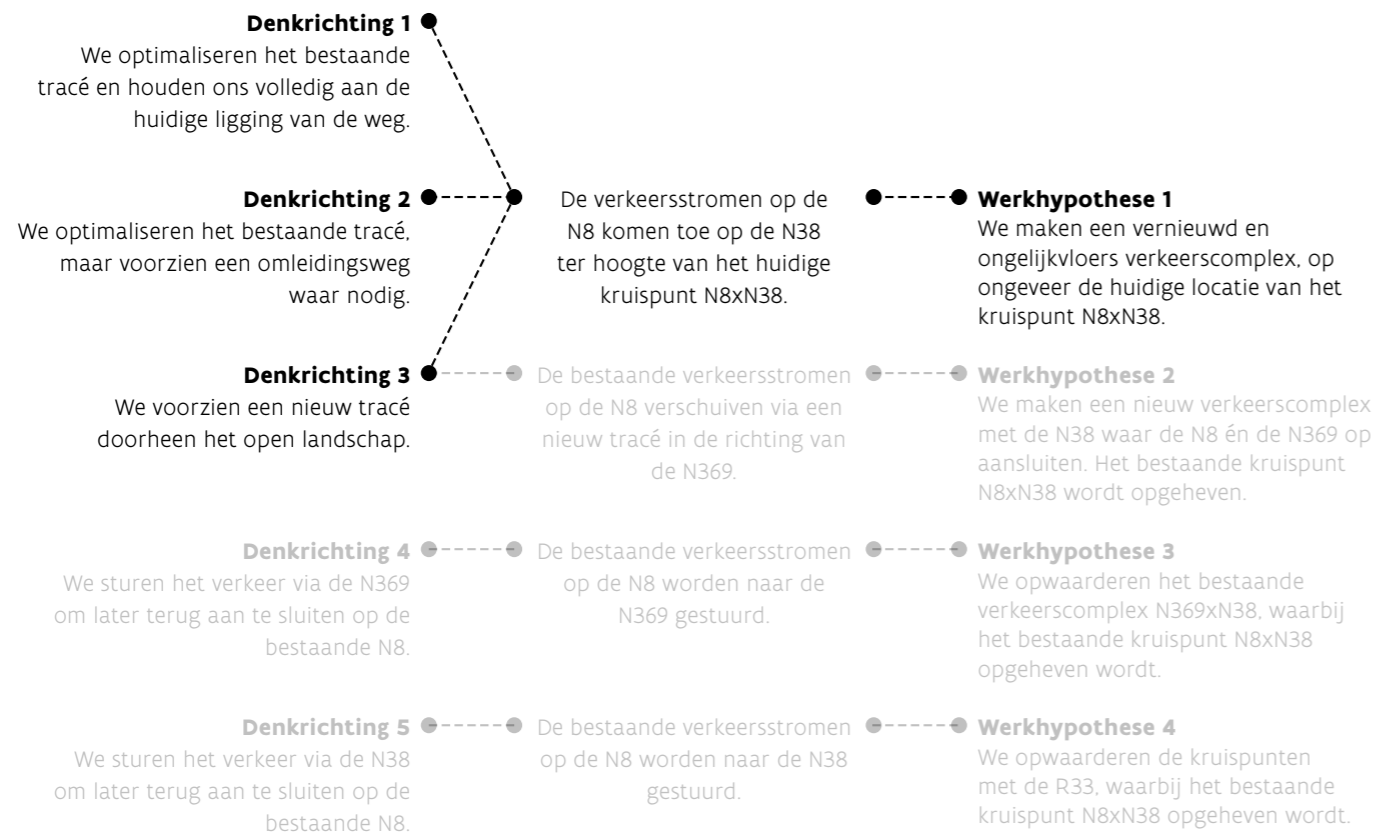 Denkrichting 1
We optimaliseren het bestaande
tracé en houden ons volledig aan de
huidige ligging van de weg.
Denkrichting 2
We optimaliseren het bestaande tracé,
maar voorzien een omleidingsweg
waar nodig.
De verkeersstromen op de
N8 komen toe op de N38
ter hoogte van het huidige
kruispunt N8xN38.
Werkhypothese 1
We maken een vernieuwd en
ongelijkvloers verkeerscomplex, op
ongeveer de huidige locatie van het
kruispunt N8xN38.
Denkrichting 3
We voorzien een nieuw tracé
doorheen het open landschap.
De bestaande verkeersstromen
op de N8 verschuiven via een
nieuw tracé in de richting van
de N369.
Werkhypothese 2
We maken een nieuw verkeerscomplex
met de N38 waar de N8 én de N369 op
aansluiten. Het bestaande kruispunt
N8xN38 wordt opgeheven.
Denkrichting 4
We sturen het verkeer via de N369
om later terug aan te sluiten op de
bestaande N8.
De bestaande verkeersstromen
op de N8 worden naar de
N369 gestuurd.
Werkhypothese 3
We opwaarderen het bestaande
verkeerscomplex N369xN38, waarbij
het bestaande kruispunt N8xN38
opgeheven wordt.
Denkrichting 5
We sturen het verkeer via de N38
om later terug aan te sluiten op de
bestaande N8.
De bestaande verkeersstromen
op de N8 worden naar de N38
gestuurd.
Werkhypothese 4
We opwaarderen de kruispunten
met de R33, waarbij het bestaande
kruispunt N8xN38 opgeheven wordt.